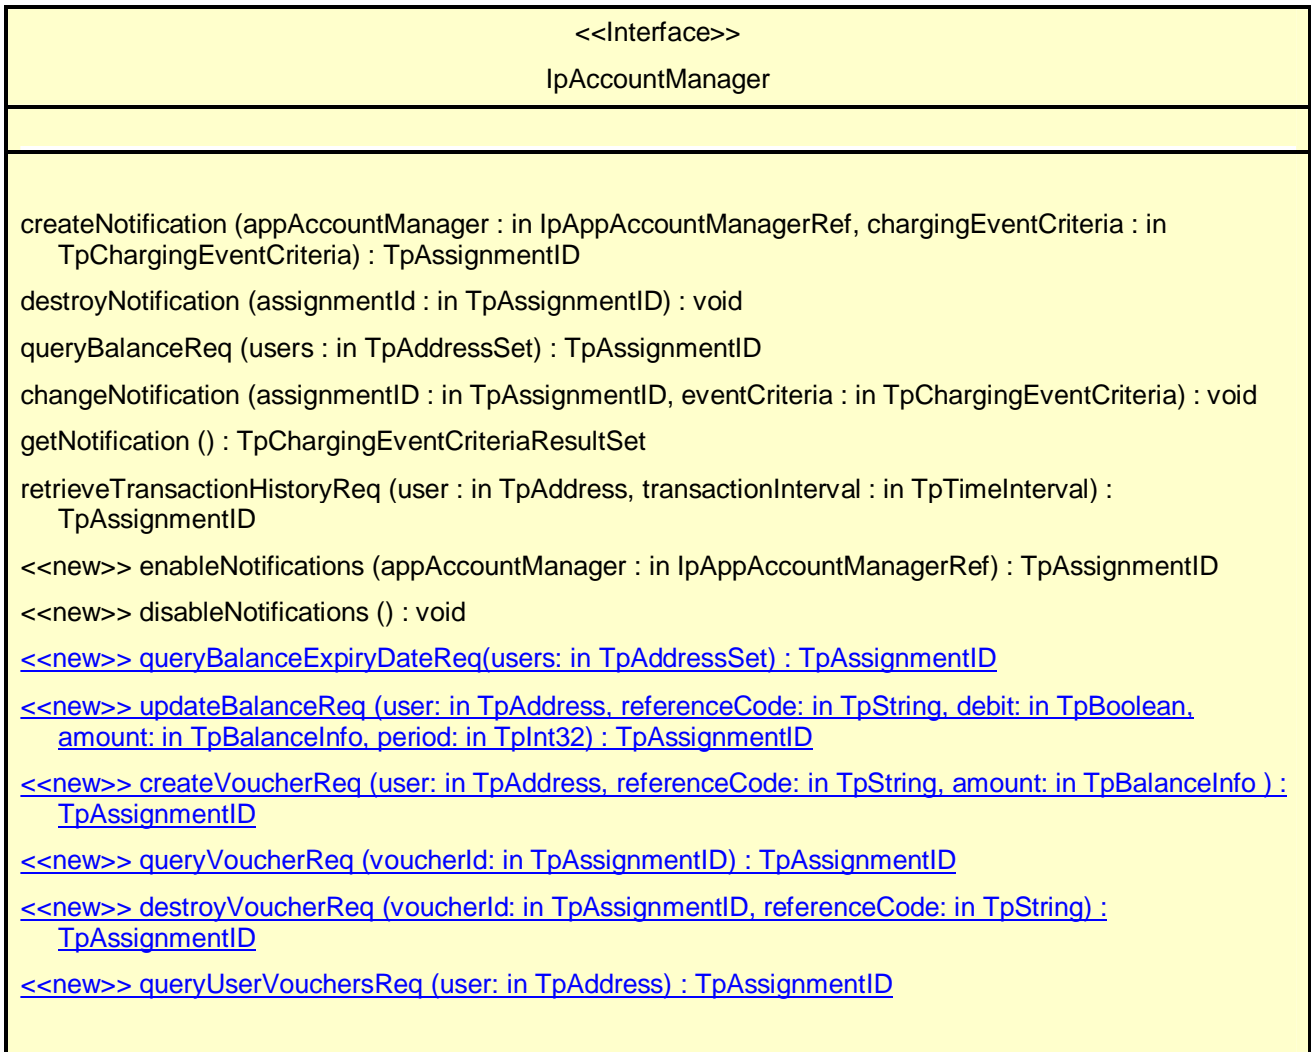 <<Interface>>
IpAccountManager
createNotification (appAccountManager : in IpAppAccountManagerRef, chargingEventCriteria : in
TpChargingEventCriteria) : TpAssignmentID
destroyNotification (assignmentId : in TpAssignmentID) : void
queryBalanceReq (users : in TpAddressSet) : TpAssignmentID
changeNotification (assignmentID : in TpAssignmentID, eventCriteria : in TpChargingEventCriteria) : void
getNotification () : TpChargingEventCriteriaResultSet
retrieveTransactionHistoryReq (user : in TpAddress, transactionInterval : in TpTimeInterval) :
TpAssignmentID
<<new>> enableNotifications (appAccountManager : in IpAppAccountManagerRef) : TpAssignmentID
<<new>> disableNotifications () : void
<<new>> queryBalanceExpiryDateReq(users: in TpAddressSet) : TpAssignmentID
<<new>> updateBalanceReq (user: in TpAddress, referenceCode: in TpString, debit: in TpBoolean,
amount: in TpBalanceInfo, period: in TpInt32) : TpAssignmentID
<<new>> createVoucherReq (user: in TpAddress, referenceCode: in TpString, amount: in TpBalanceInfo ) :
TpAssignmentID
<<new>> queryVoucherReq (voucherId: in TpAssignmentID) : TpAssignmentID
<<new>> destroyVoucherReq (voucherId: in TpAssignmentID, referenceCode: in TpString) :
TpAssignmentID
<<new>> queryUserVouchersReq (user: in TpAddress) : TpAssignmentID